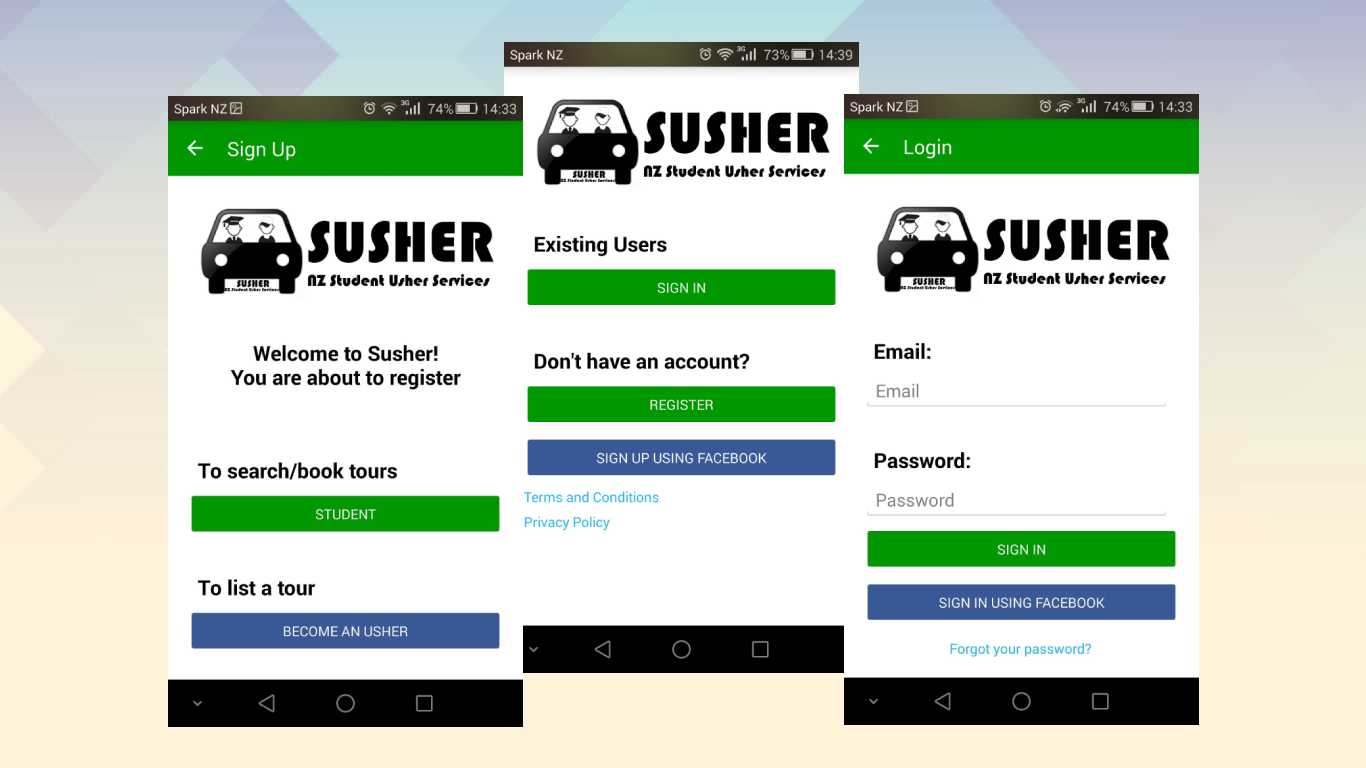 Spark NZ 3G 74% 14:33
Sign Up
SUSHER
NZ Student Usher Services
SUSHER
NZ Student Usher Services
Welcome to Susher!
You are about to register
To search/book tours
STUDENT
To list a tour
BECOME AN USHER
Spark NZ 3G 73% 14:39
SUSHER
NZ Student Usher Services
SUSHER
NZ Student Usher Services
Existing Users
SIGN IN
Don't have an account?
REGISTER
SIGN UP USING FACEBOOK
Terms and Conditions
Privacy Policy
Spark NZ 3G 74% 14:33
Login
SUSHER
NZ Student Usher Services
SUSHER
NZ Student Usher Services
Email:
Email
Password:
Password
SIGN IN
SIGN IN USING FACEBOOK
Forgot your password?